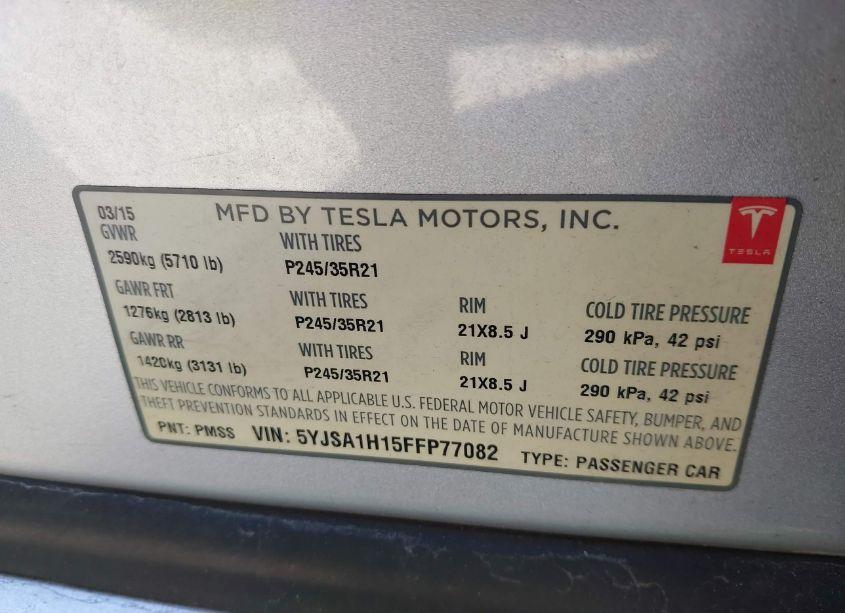 03/15 MFD BY TESLA MOTORS, INC.
TESLA
GVWR WITH TIRES
2590kg (5710 lb) P245/35R21
GAWR FRT WITH TIRES RIM COLD TIRE PRESSURE
1276kg (2813 lb) P245/35R21 21X8.5 J 290 kPa, 42 psi
GAWR RR WITH TIRES RIM COLD TIRE PRESSURE
1420kg (3131 lb) P245/35R21 21X8.5 J 290 kPa, 42 psi
THIS VEHICLE CONFORMS TO ALL APPLICABLE U.S. FEDERAL MOTOR VEHICLE SAFETY, BUMPER, AND
THEFT PREVENTION STANDARDS IN EFFECT ON THE DATE OF MANUFACTURE SHOWN ABOVE.
PNT: PMSS VIN: 5YJSA1H15FFP77082 TYPE: PASSENGER CAR